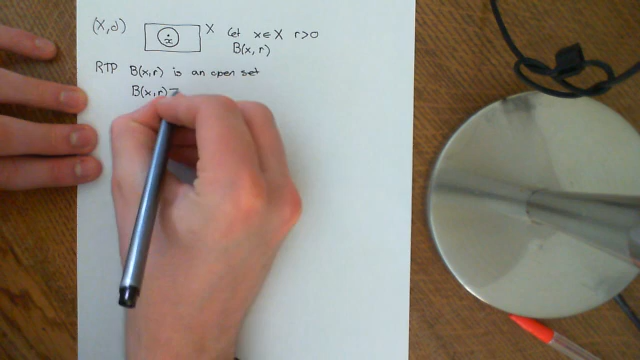 (X,d) X Let x∈X r>0
ẋ B(x, r)
RTP B(x,r) is an open set
B(x,r) =